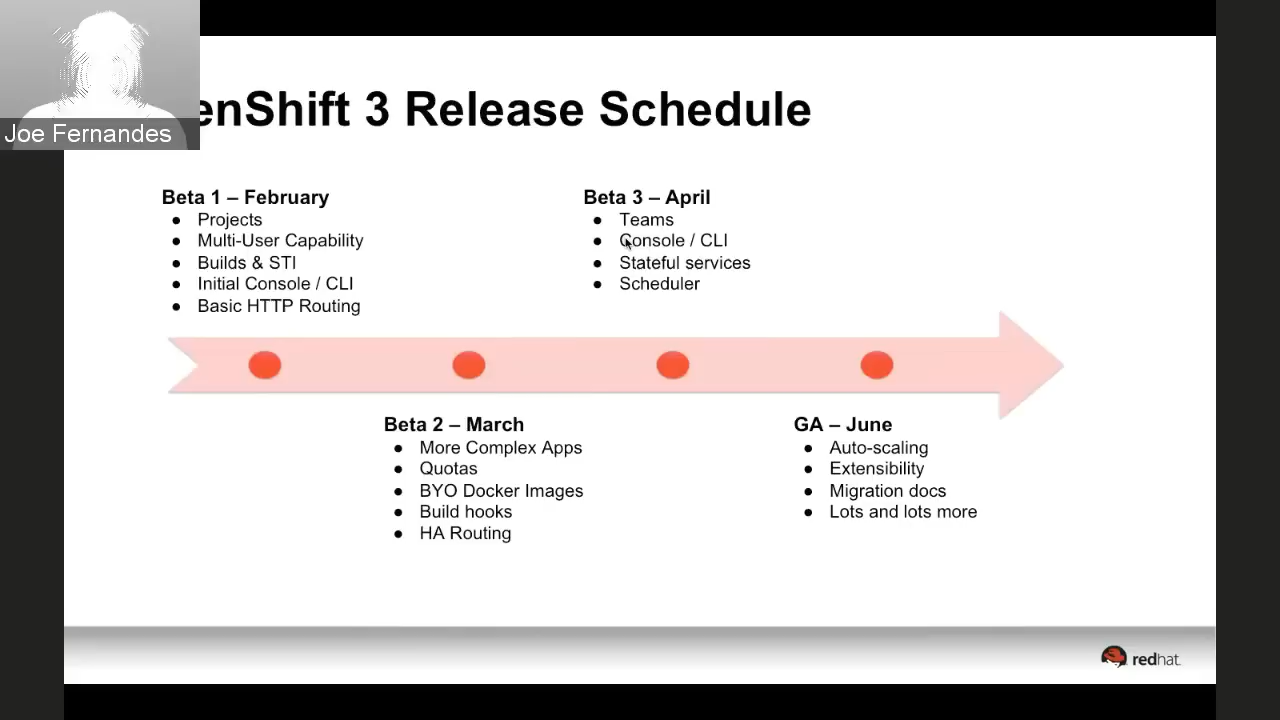 Joe Fernandes
enShift 3 Release Schedule
Beta 1 – February
● Projects
● Multi-User Capability
● Builds & STI
● Initial Console / CLI
● Basic HTTP Routing
Beta 3 – April
● Teams
● Console / CLI
● Stateful services
● Scheduler
Beta 2 – March
● More Complex Apps
● Quotas
● BYO Docker Images
● Build hooks
● HA Routing
GA – June
● Auto-scaling
● Extensibility
● Migration docs
● Lots and lots more
redhat.